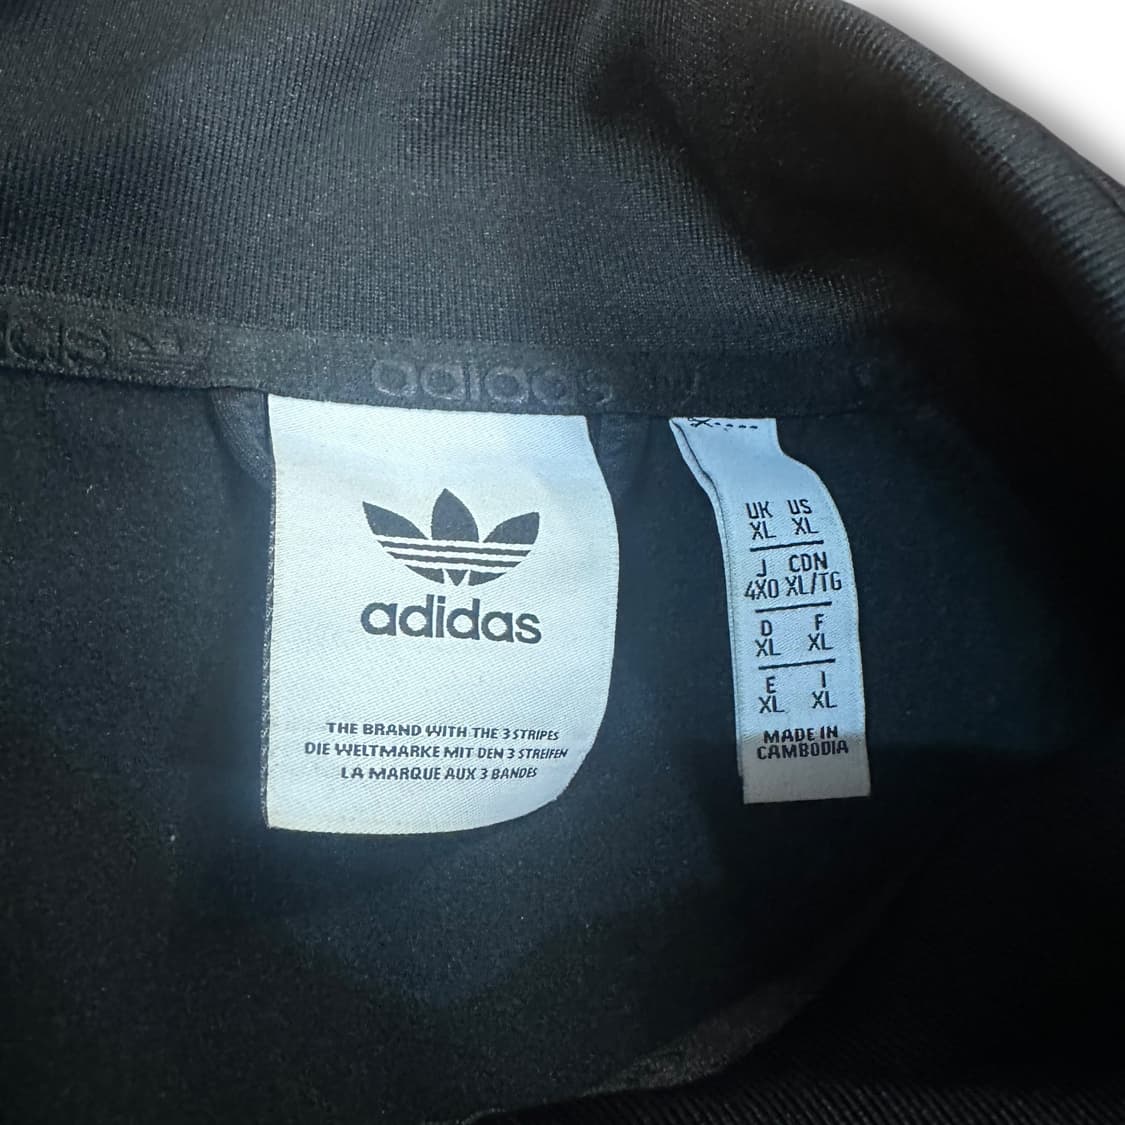 adidas
adidas
THE BRAND WITH THE 3 STRIPES
DIE WELTMARKE MIT DEN 3 STREIFEN
LA MARQUE AUX 3 BANDES
UK US
XL XL
J CDN
4XO XL/TG
D F
XL XL
E I
XL XL
MADE IN
CAMBODIA